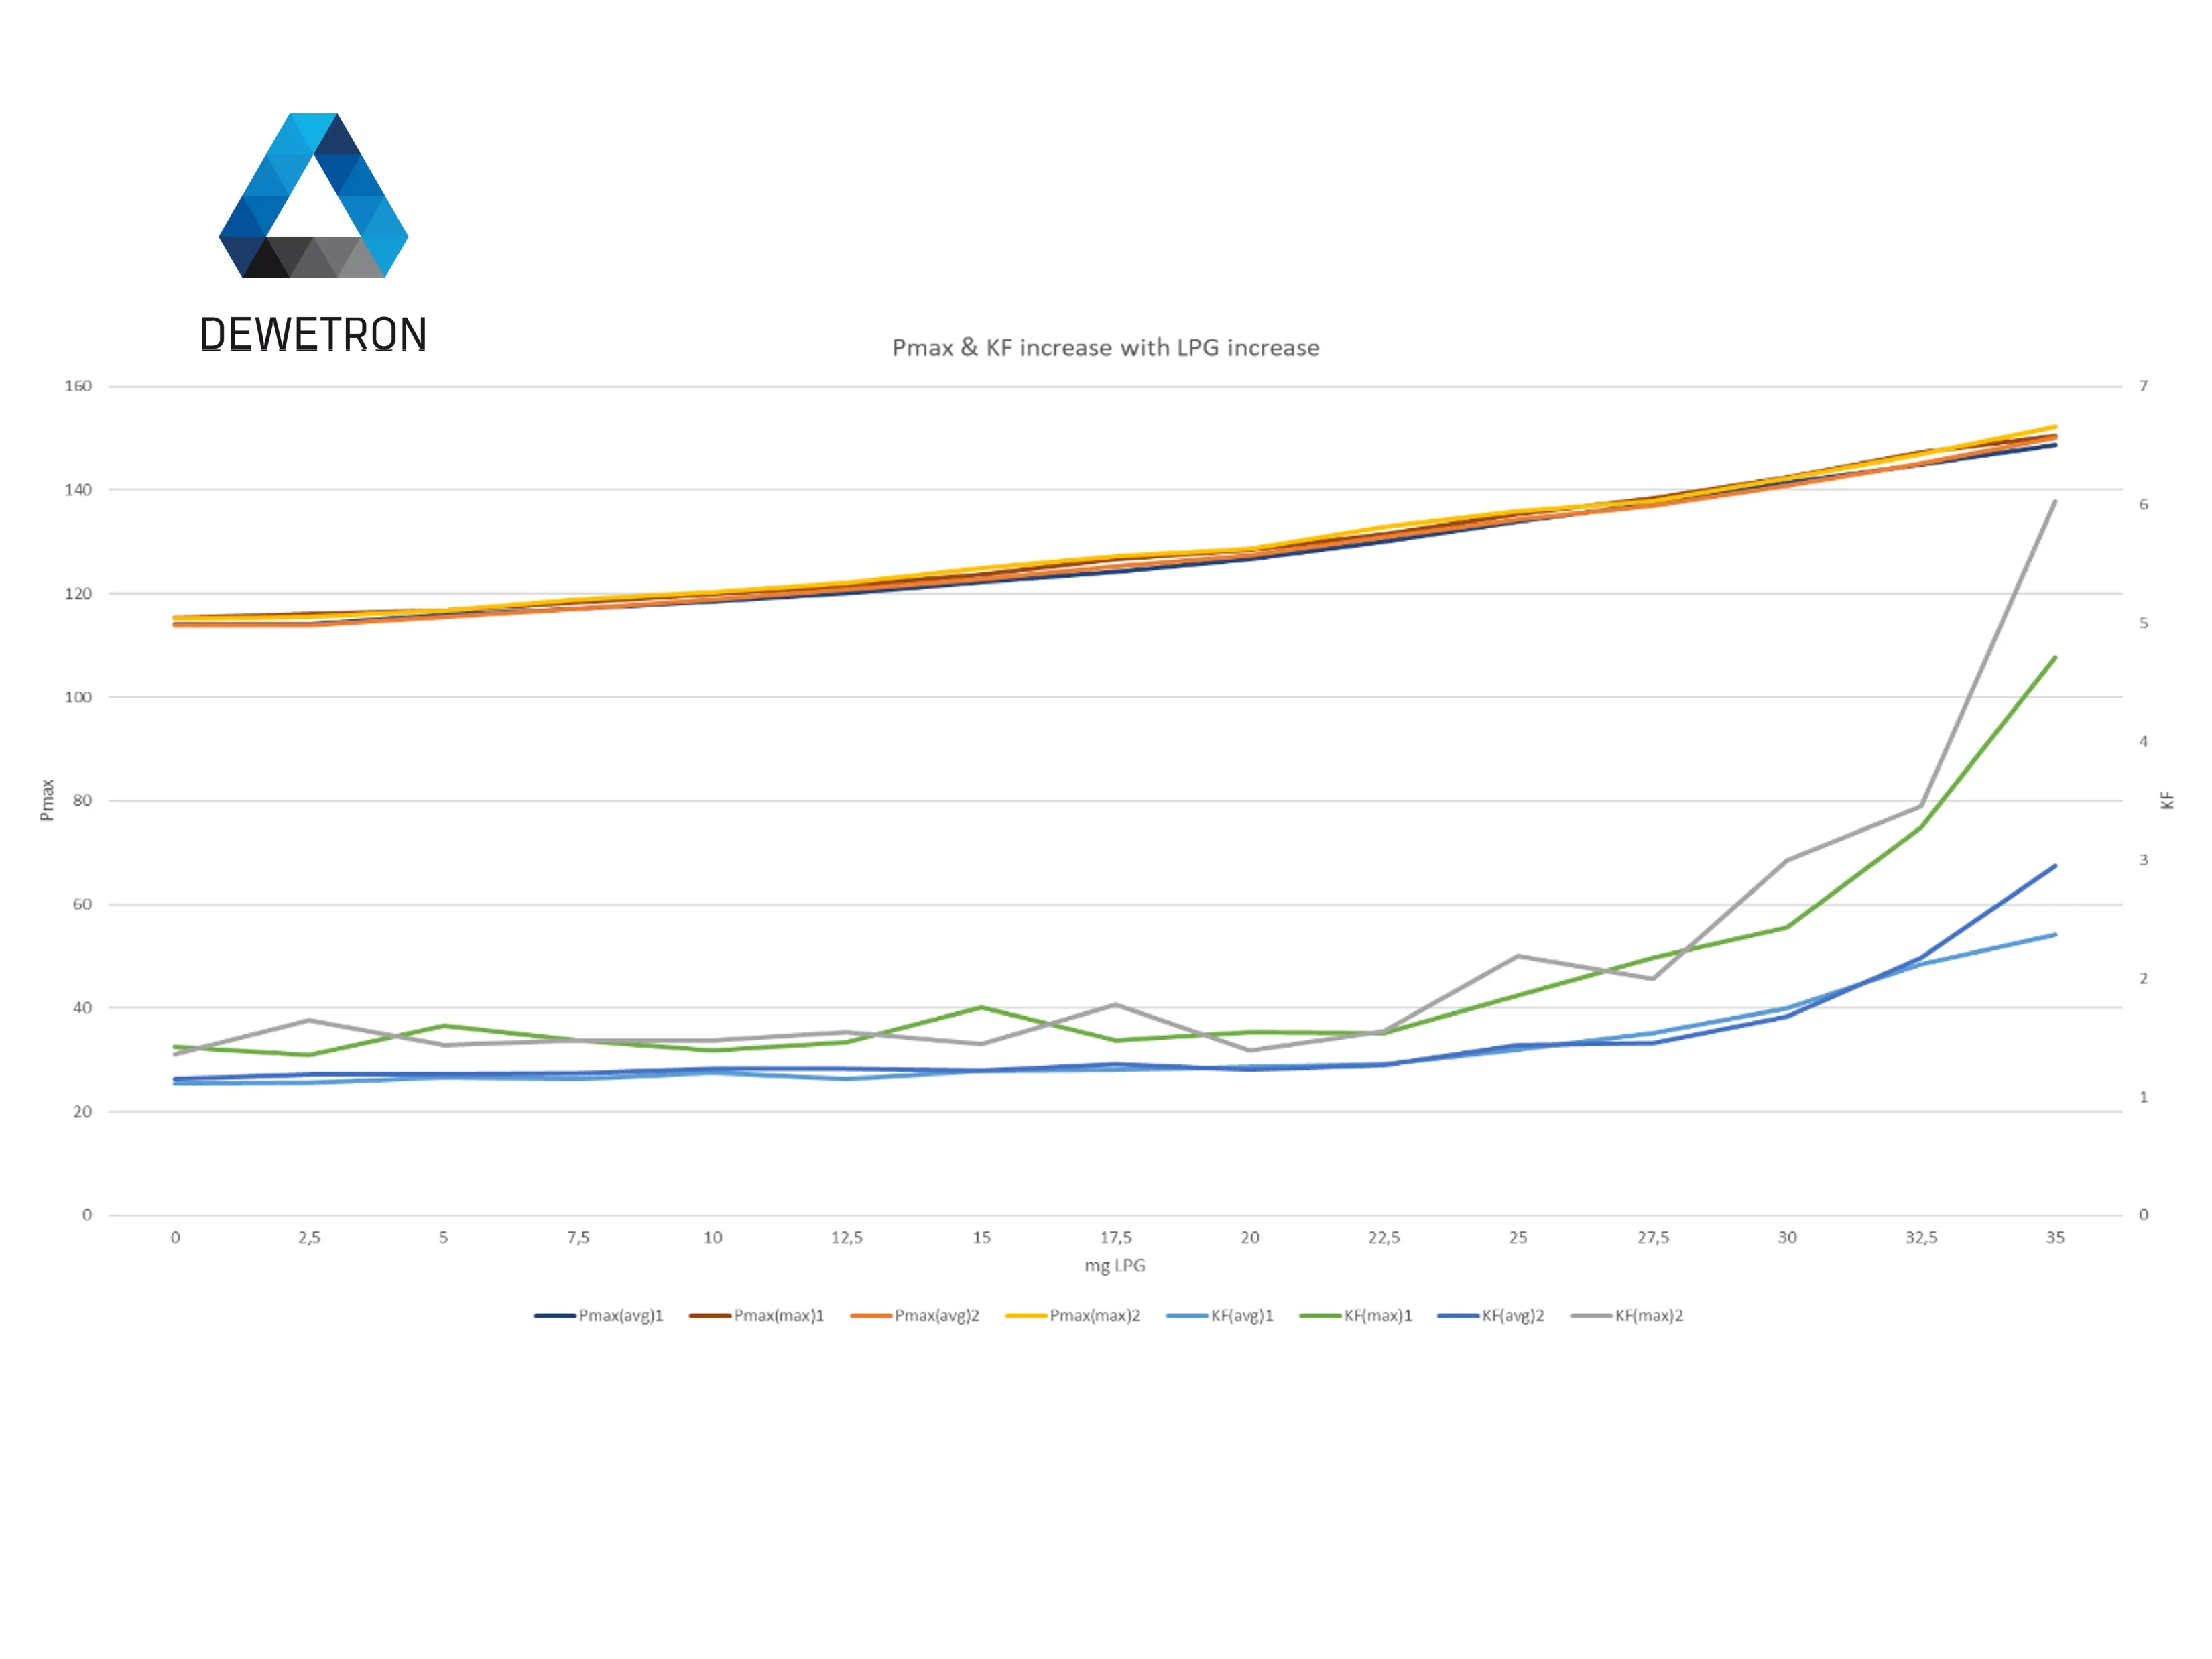 DEWETRON
Pmax & KF increase with LPG increase
160
140
120
100
80
60
40
20
0
Pmax
7
6
5
4
3
2
1
0
KF
0 2,5 5 7,5 10 12,5 15 17,5 20 22,5 25 27,5 30 32,5 35
mg LPG
Pmax(avg)1 Pmax(max)1 Pmax(avg)2 Pmax(max)2 KF(avg)1 KF(max)1 KF(avg)2 KF(max)2